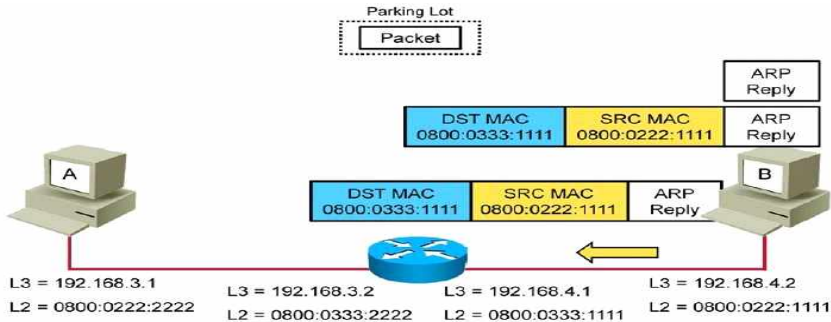 Parking Lot
Packet
ARP
Reply
DST MAC
0800:0333:1111
SRC MAC
0800:0222:1111
ARP
Reply
A
B
DST MAC
0800:0333:1111
SRC MAC
0800:0222:1111
ARP
Reply
L3 = 192.168.3.1
L2 = 0800:0222:2222
L3 = 192.168.3.2
L2 = 0800:0333:2222
L3 = 192.168.4.1
L2 = 0800:0333:1111
L3 = 192.168.4.2
L2 = 0800:0222:1111